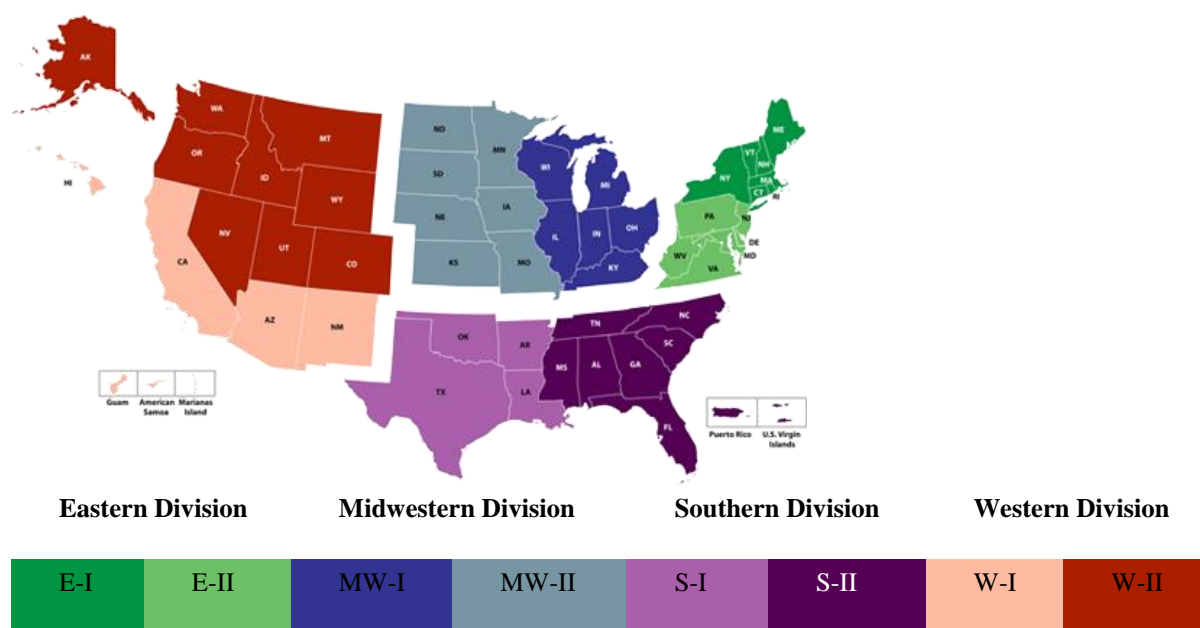 AK
WA
MT
OR
ID
WY
NV
UT
CO
CA
AZ
NM
HI
Guam
American Samoa
Marianas Island
ND
MN
SD
NE
IA
KS
MO
WI
MI
IL
IN
OH
KY
ME
VT
NH
NY
MA
CT
RI
PA
NJ
DE
MD
WV
VA
OK
AR
TX
LA
TN
NC
SC
MS
AL
GA
FL
Puerto Rico
U.S. Virgin Islands
Eastern Division Midwestern Division Southern Division Western Division
E-I E-II MW-I MW-II S-I S-II W-I W-II